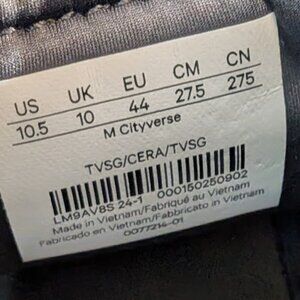 US UK EU CM CN
10.5 10 44 27.5 275
M Cityverse
TVSG/CERA/TVSG
LM9AV8S 24-1 000150250902
Made in Vietnam/Fabriqué au Vietnam
Fabricado en Vietnam/Fabbricato in Vietnam
0077214-01